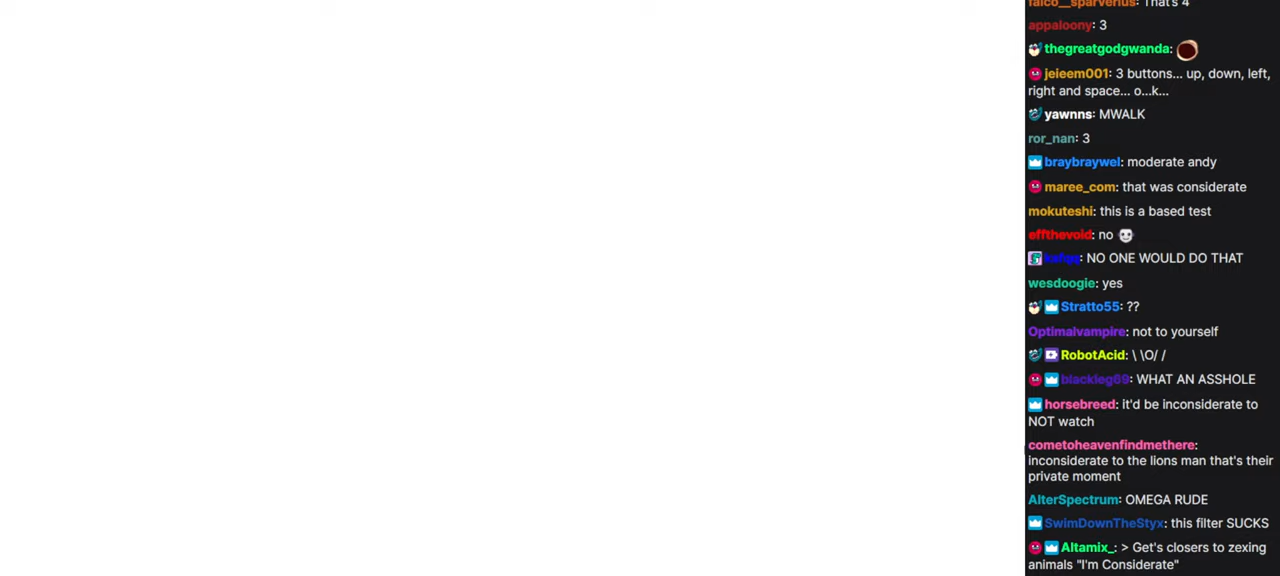 falco__sparverius: That's 4
appaloony: 3
thegreatgodgwanda:
jeieem001: 3 buttons... up, down, left,
right and space... o...k...
yawnns: MWALK
ror_nan: 3
braybraywel: moderate andy
maree_com: that was considerate
mokuteshi: this is a based test
effthevoid: no
: NO ONE WOULD DO THAT
wesdoogie: yes
Stratto55: ??
Optimalvampire: not to yourself
RobotAcid: \ \O/ /
blackleg69: WHAT AN ASSHOLE
horsebreed: it'd be inconsiderate to
NOT watch
cometoheavenfindmethere:
inconsiderate to the lions man that's their
private moment
AlterSpectrum: OMEGA RUDE
SwimDownTheStyx: this filter SUCKS
Altamix_: > Get's closers to zexing
animals "I'm Considerate"